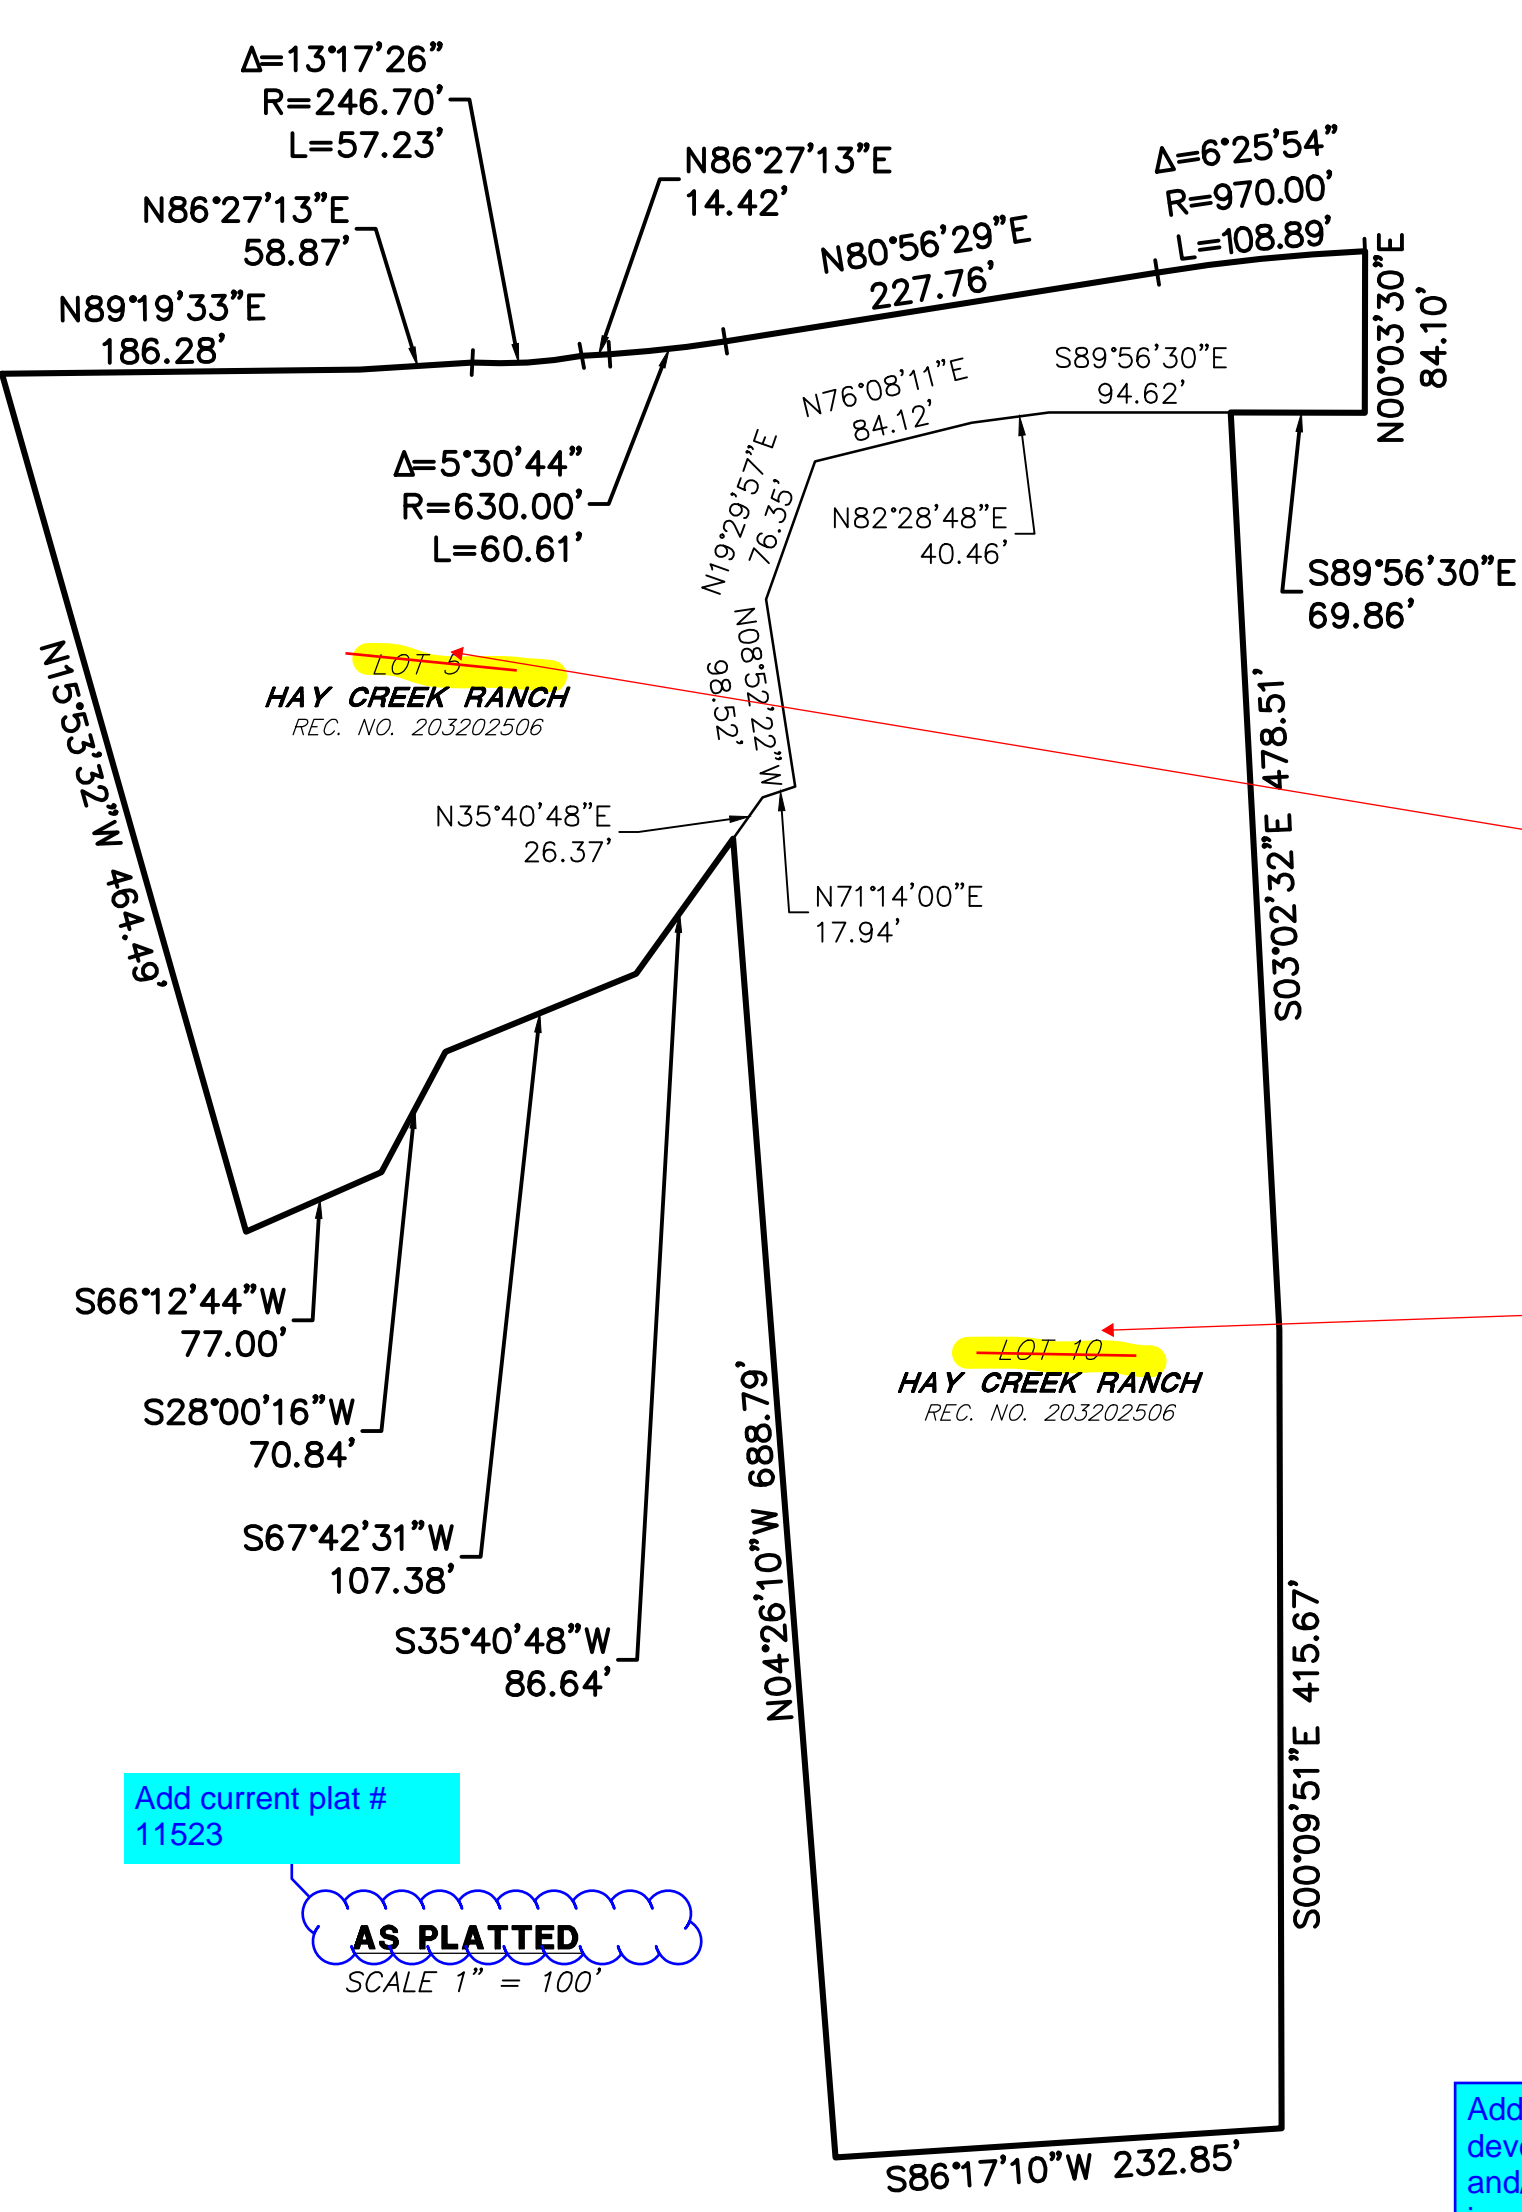 Δ=13°17'26"
R=246.70'
L=57.23'
N86°27'13"E
14.42'
Δ=6°25'54"
R=970.00'
L=108.89'
N86°27'13"E
58.87'
N80°56'29"E
227.76'
N00°03'30"E
84.10'
N89°19'33"E
186.28'
S89°56'30"E
94.62'
N76°08'11"E
84.12'
Δ=5°30'44"
R=630.00'
L=60.61'
N19°29'57"E
76.35'
N82°28'48"E
40.46'
S89°56'30"E
69.86'
LOT 5
HAY CREEK RANCH
REC. NO. 203202506
N08°52'22"W
98.52'
N15°53'32"W 464.49'
S03°02'32"E 478.51'
N35°40'48"E
26.37'
N71°14'00"E
17.94'
S66°12'44"W
77.00'
LOT 10
HAY CREEK RANCH
REC. NO. 203202506
S28°00'16"W
70.84'
N04°26'10"W 688.79'
S67°42'31"W
107.38'
S35°40'48"W
86.64'
S00°09'51"E 415.67'
Add current plat #
11523
AS PLATTED
SCALE 1" = 100'
S86°17'10"W 232.85'
Add